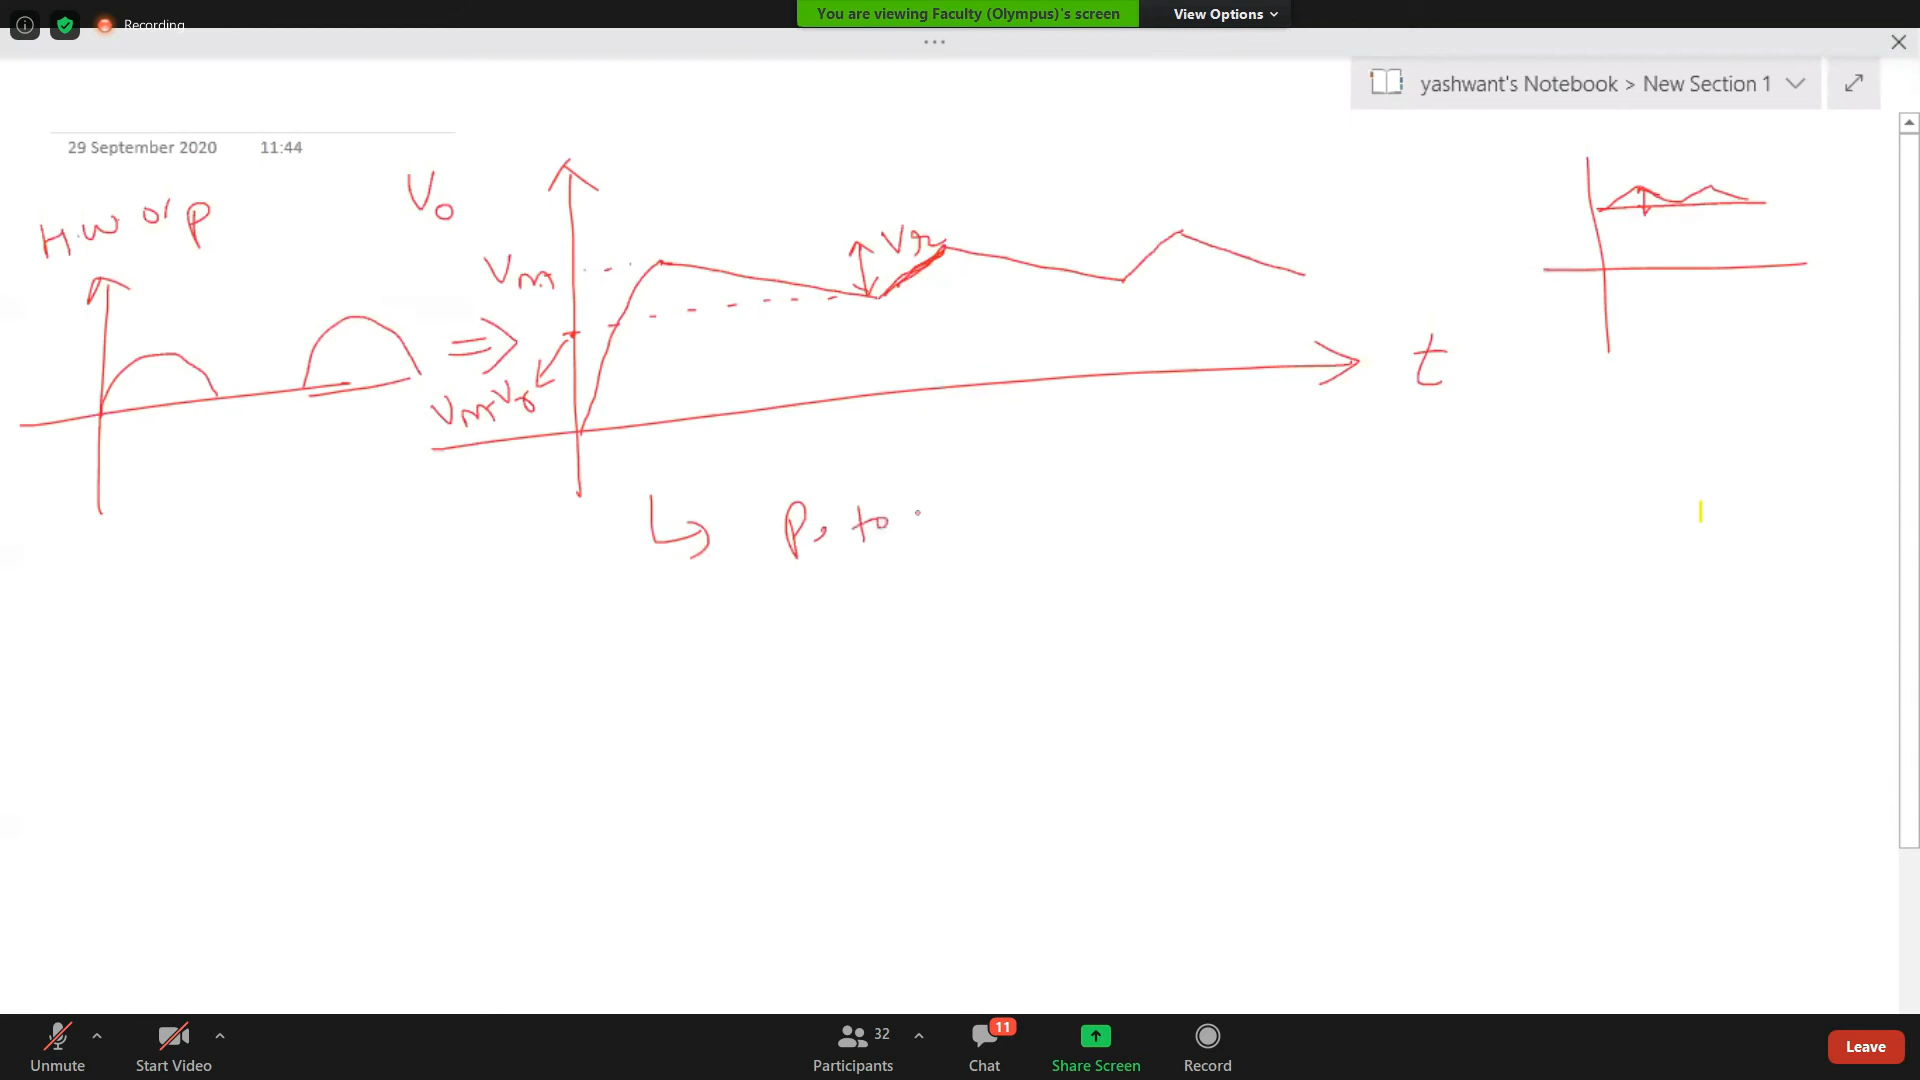 Recording
You are viewing Faculty (Olympus)'s screen
View Options
yashwant's Notebook > New Section 1
29 September 2020 11:44
H.W o/p
Vo
Vm
Vr
Vm-Vr
t
P. to
Unmute
Start Video
32
Participants
11
Chat
Share Screen
Record
Leave